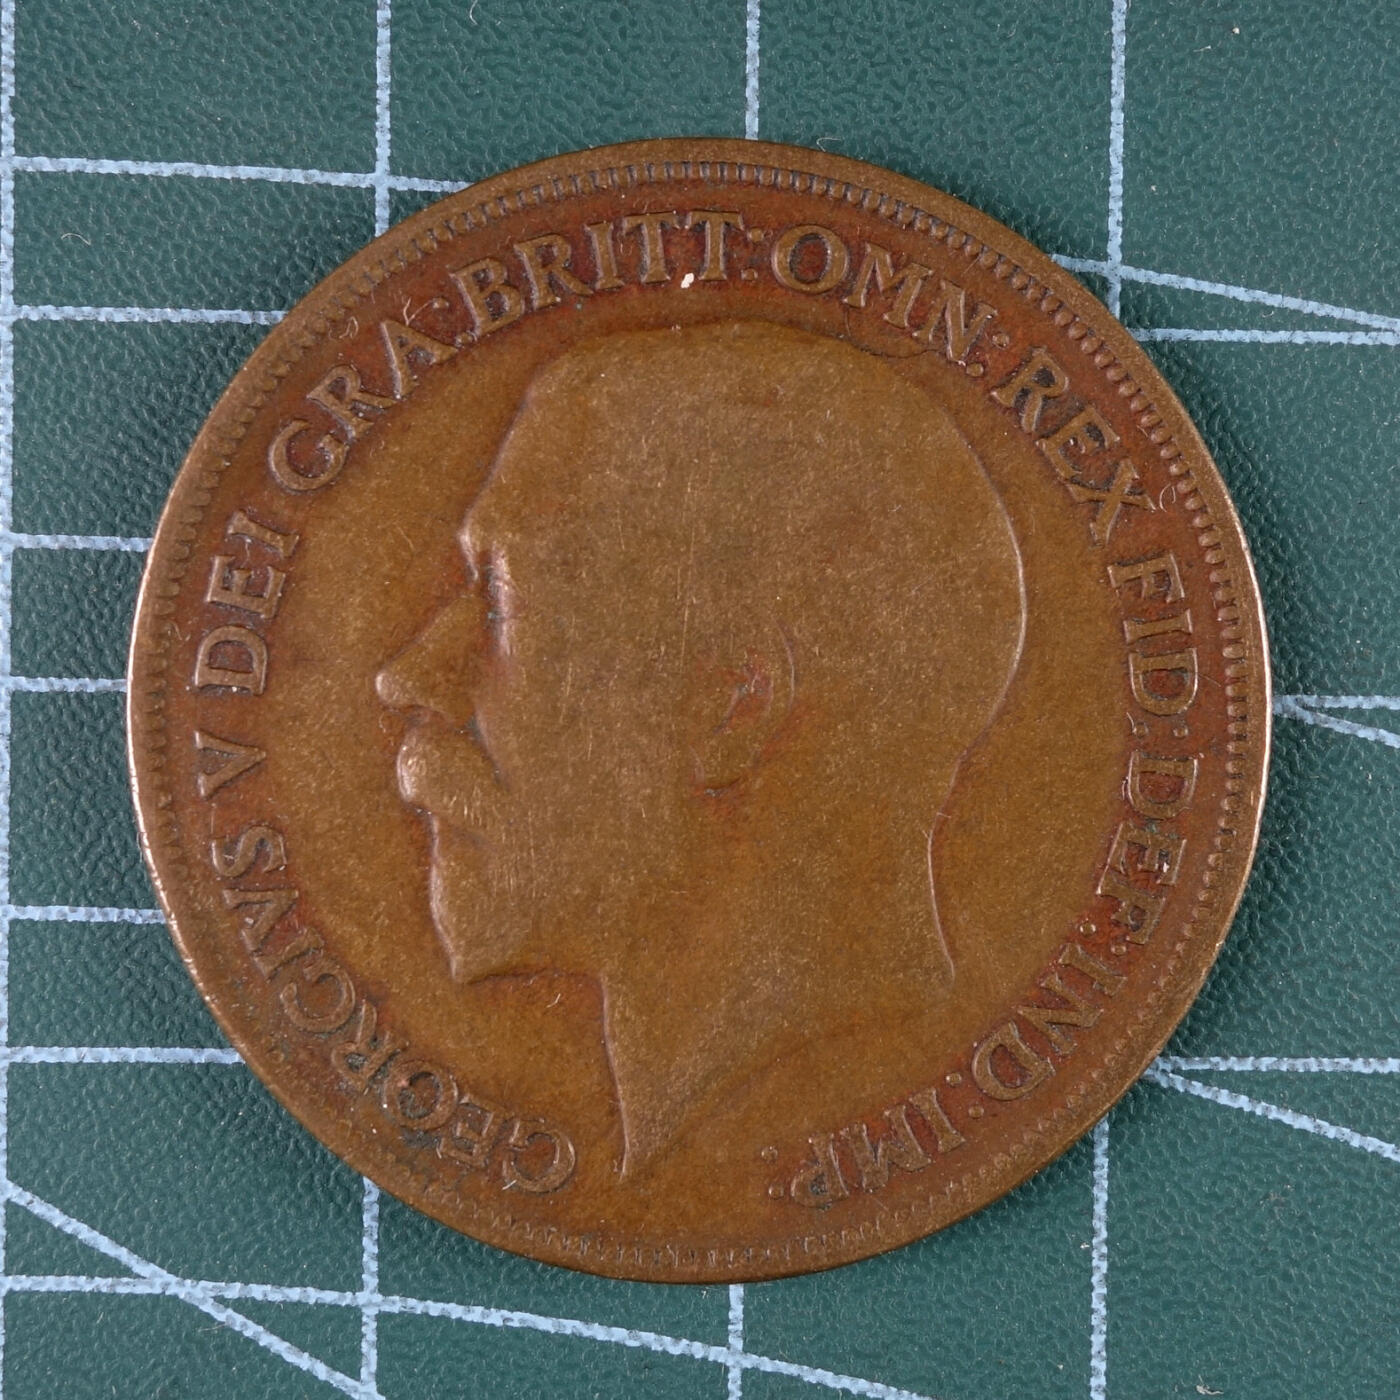 GEORGIVS V DEI GRA: BRITT: OMN: REX FID: DEF: IND: IMP: